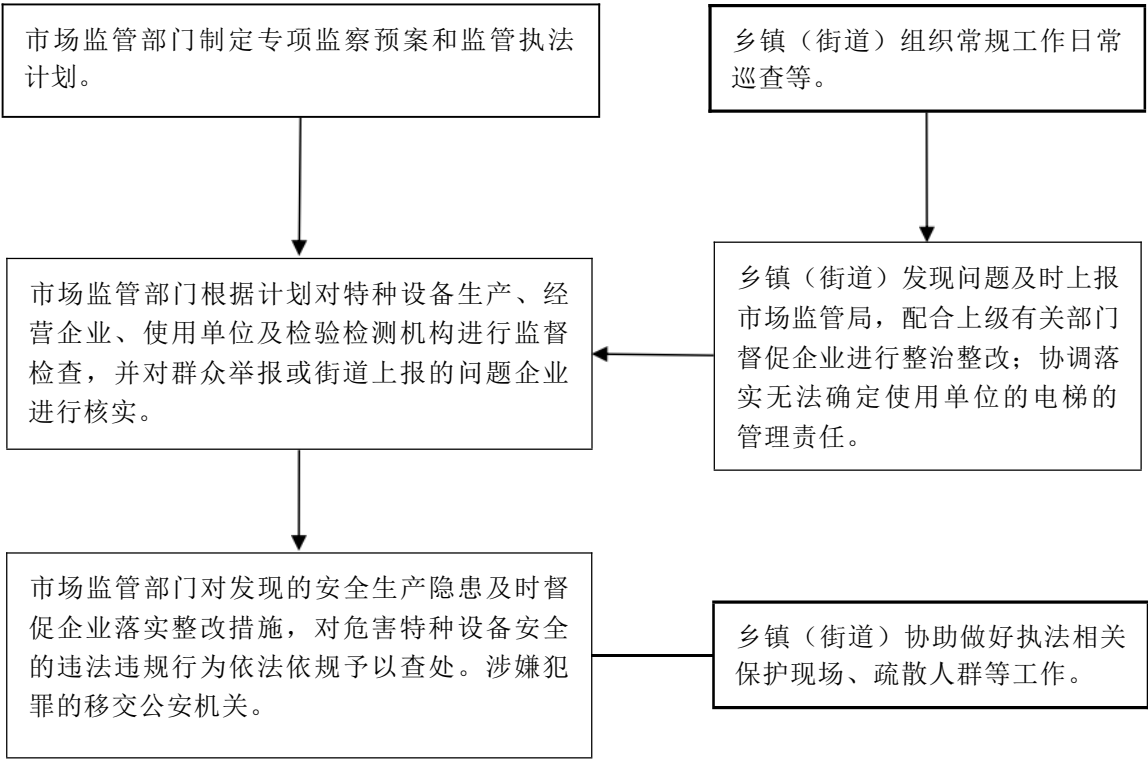 市场监管部门制定专项监察预案和监管执法
计划。
乡镇（街道）组织常规工作日常
巡查等。
市场监管部门根据计划对特种设备生产、经
营企业、使用单位及检验检测机构进行监督
检查，并对群众举报或街道上报的问题企业
进行核实。
乡镇（街道）发现问题及时上报
市场监管局，配合上级有关部门
督促企业进行整治整改；协调落
实无法确定使用单位的电梯的
管理责任。
市场监管部门对发现的安全生产隐患及时督
促企业落实整改措施，对危害特种设备安全
的违法违规行为依法依规予以查处。涉嫌犯
罪的移交公安机关。
乡镇（街道）协助做好执法相关
保护现场、疏散人群等工作。